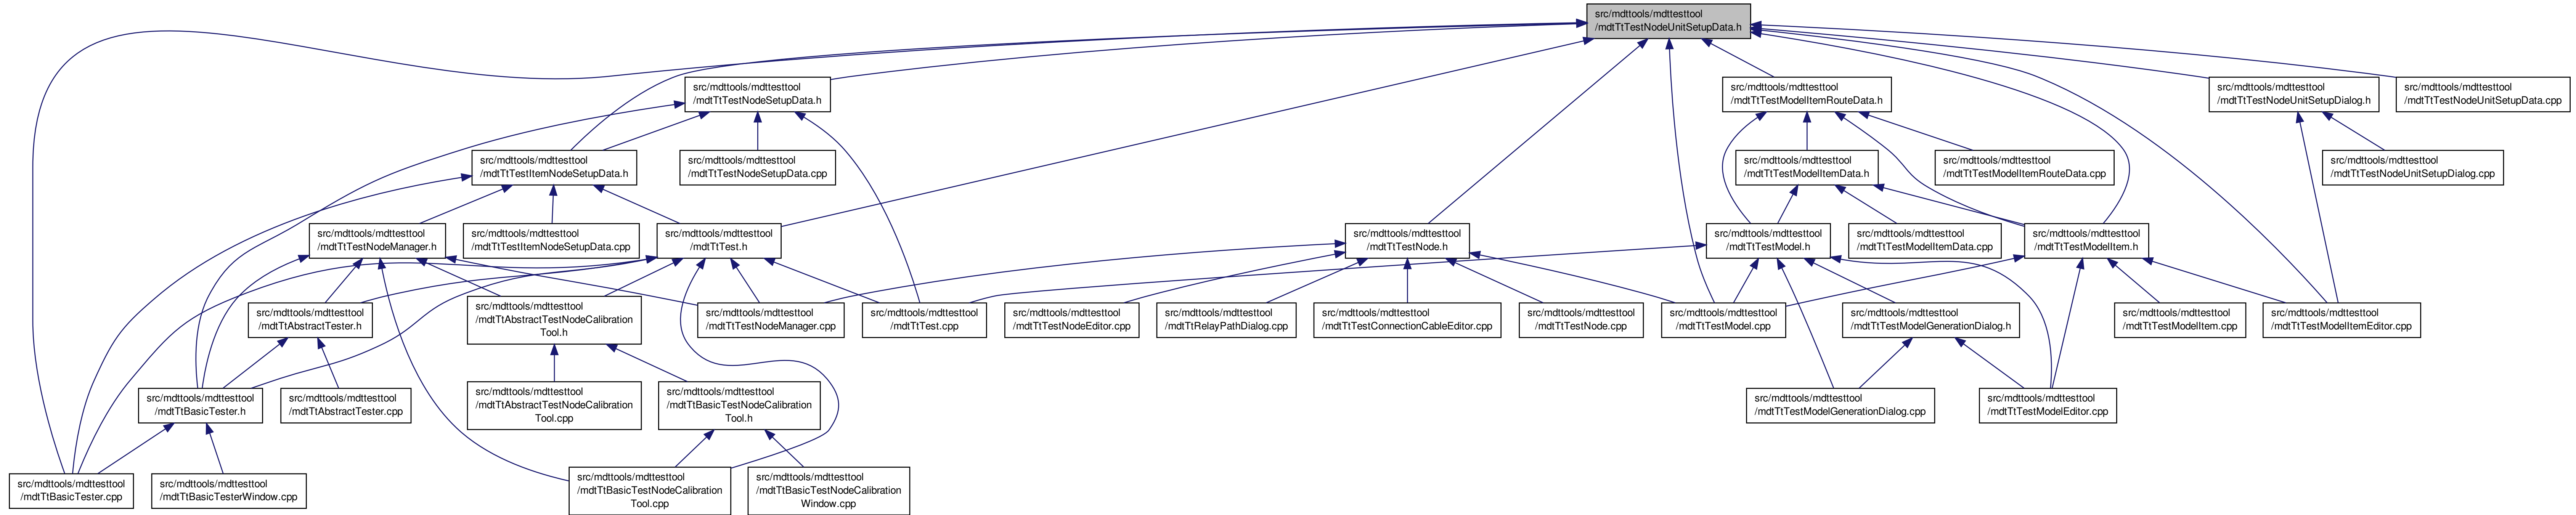 src/mdttools/mdttesttool
/mdtTtTestNodeUnitSetupData.h
src/mdttools/mdttesttool
/mdtTtTestNodeSetupData.h
src/mdttools/mdttesttool
/mdtTtTestModelItemRouteData.h
src/mdttools/mdttesttool
/mdtTtTestNodeUnitSetupDialog.h
src/mdttools/mdttesttool
/mdtTtTestNodeUnitSetupData.cpp
src/mdttools/mdttesttool
/mdtTtTestItemNodeSetupData.h
src/mdttools/mdttesttool
/mdtTtTestNodeSetupData.cpp
src/mdttools/mdttesttool
/mdtTtTestModelItemData.h
src/mdttools/mdttesttool
/mdtTtTestModelItemRouteData.cpp
src/mdttools/mdttesttool
/mdtTtTestNodeUnitSetupDialog.cpp
src/mdttools/mdttesttool
/mdtTtTestNodeManager.h
src/mdttools/mdttesttool
/mdtTtTestItemNodeSetupData.cpp
src/mdttools/mdttesttool
/mdtTtTest.h
src/mdttools/mdttesttool
/mdtTtTestNode.h
src/mdttools/mdttesttool
/mdtTtTestModel.h
src/mdttools/mdttesttool
/mdtTtTestModelItemData.cpp
src/mdttools/mdttesttool
/mdtTtTestModelItem.h
src/mdttools/mdttesttool
/mdtTtAbstractTester.h
src/mdttools/mdttesttool
/mdtTtAbstractTestNodeCalibration
Tool.h
src/mdttools/mdttesttool
/mdtTtTestNodeManager.cpp
src/mdttools/mdttesttool
/mdtTtTest.cpp
src/mdttools/mdttesttool
/mdtTtTestNodeEditor.cpp
src/mdttools/mdttesttool
/mdtTtRelayPathDialog.cpp
src/mdttools/mdttesttool
/mdtTtTestConnectionCableEditor.cpp
src/mdttools/mdttesttool
/mdtTtTestNode.cpp
src/mdttools/mdttesttool
/mdtTtTestModel.cpp
src/mdttools/mdttesttool
/mdtTtTestModelGenerationDialog.h
src/mdttools/mdttesttool
/mdtTtTestModelItem.cpp
src/mdttools/mdttesttool
/mdtTtTestModelItemEditor.cpp
src/mdttools/mdttesttool
/mdtTtBasicTester.h
src/mdttools/mdttesttool
/mdtTtAbstractTester.cpp
src/mdttools/mdttesttool
/mdtTtAbstractTestNodeCalibration
Tool.cpp
src/mdttools/mdttesttool
/mdtTtBasicTestNodeCalibration
Tool.h
src/mdttools/mdttesttool
/mdtTtTestModelGenerationDialog.cpp
src/mdttools/mdttesttool
/mdtTtTestModelEditor.cpp
src/mdttools/mdttesttool
/mdtTtBasicTester.cpp
src/mdttools/mdttesttool
/mdtTtBasicTesterWindow.cpp
src/mdttools/mdttesttool
/mdtTtBasicTestNodeCalibration
Tool.cpp
src/mdttools/mdttesttool
/mdtTtBasicTestNodeCalibration
Window.cpp